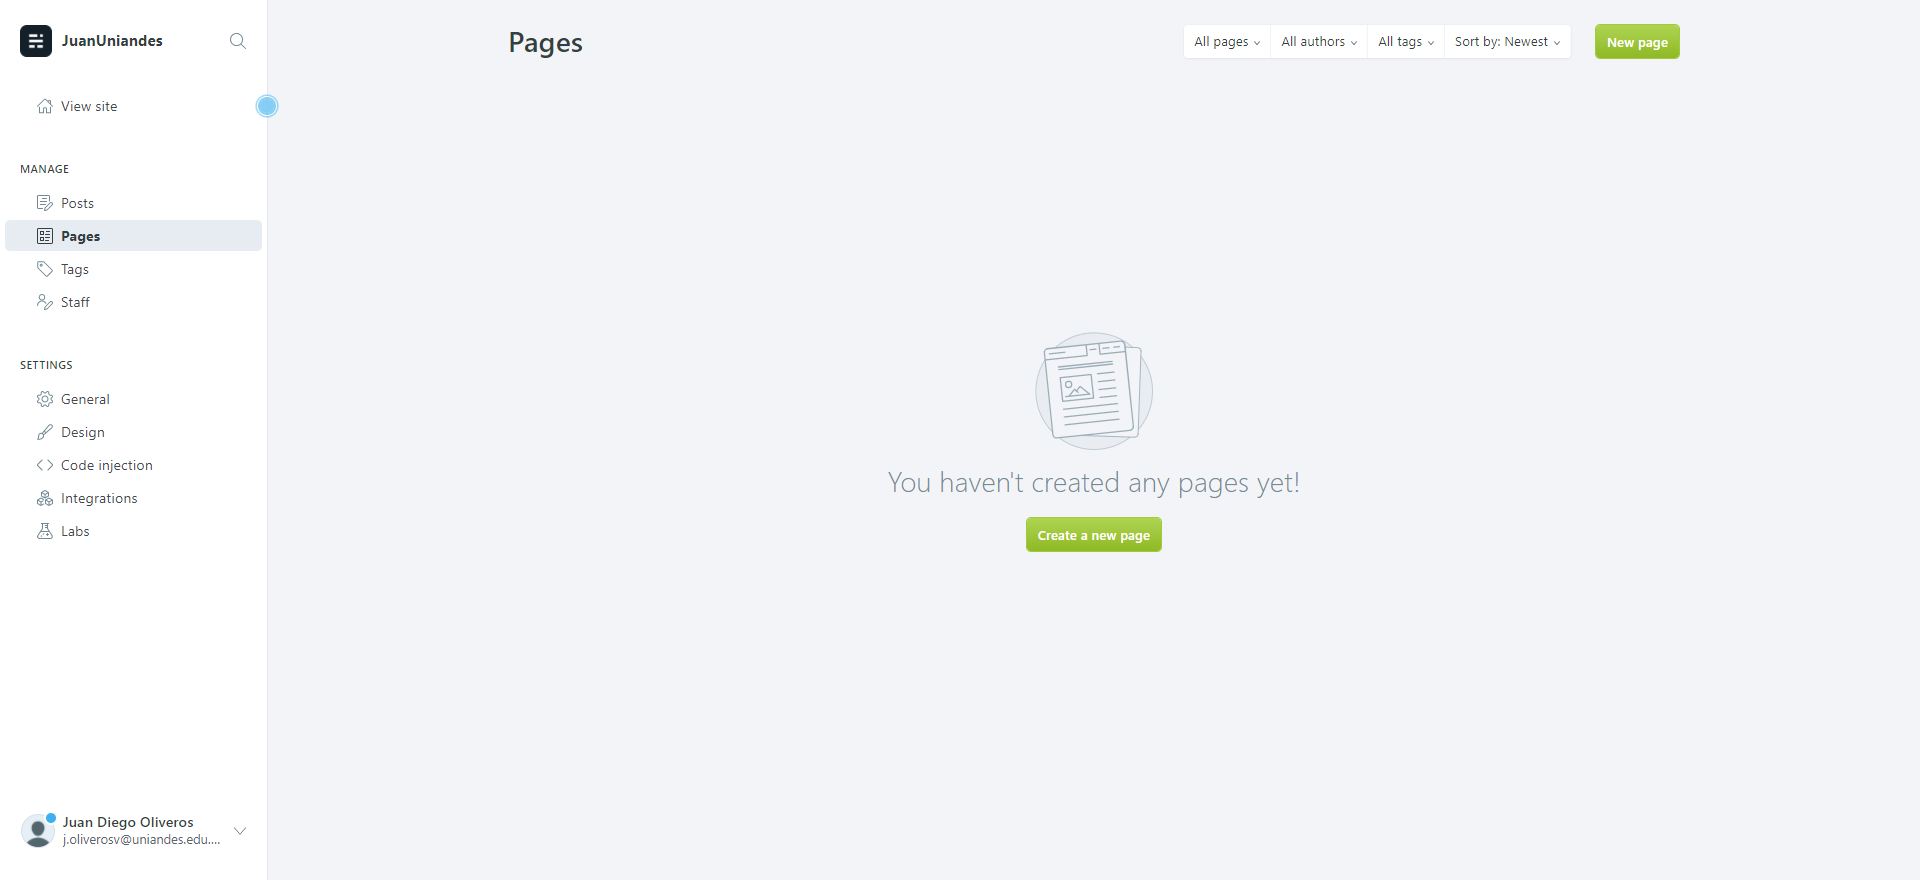 JuanUniandes
View site
MANAGE
Posts
Pages
Tags
Staff
SETTINGS
General
Design
Code injection
Integrations
Labs
Juan Diego Oliveros
j.oliverosv@uniandes.edu....
Pages
All pages
All authors
All tags
Sort by: Newest
New page
You haven't created any pages yet!
Create a new page